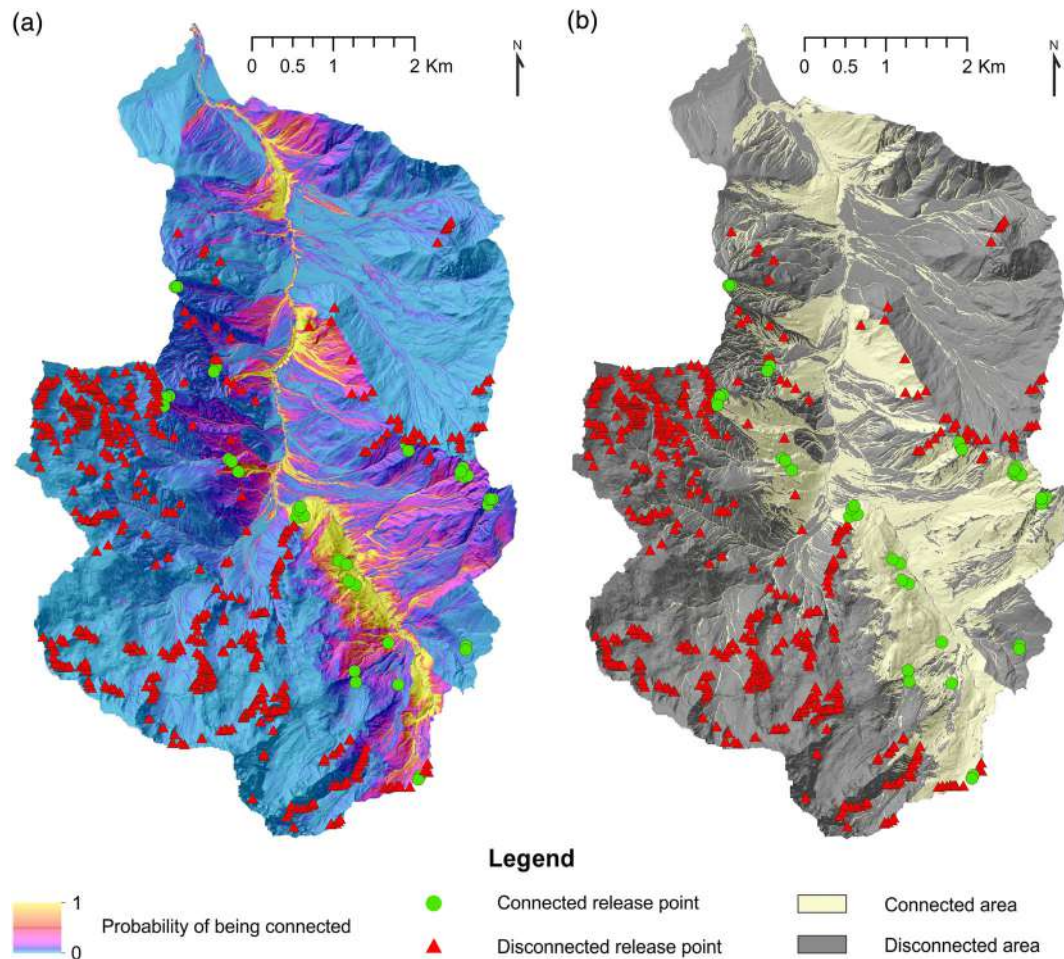 (a)
0 0.5 1 2 Km
N
(b)
0 0.5 1 2 Km
N
Legend
1
0
Probability of being connected
Connected release point
Disconnected release point
Connected area
Disconnected area